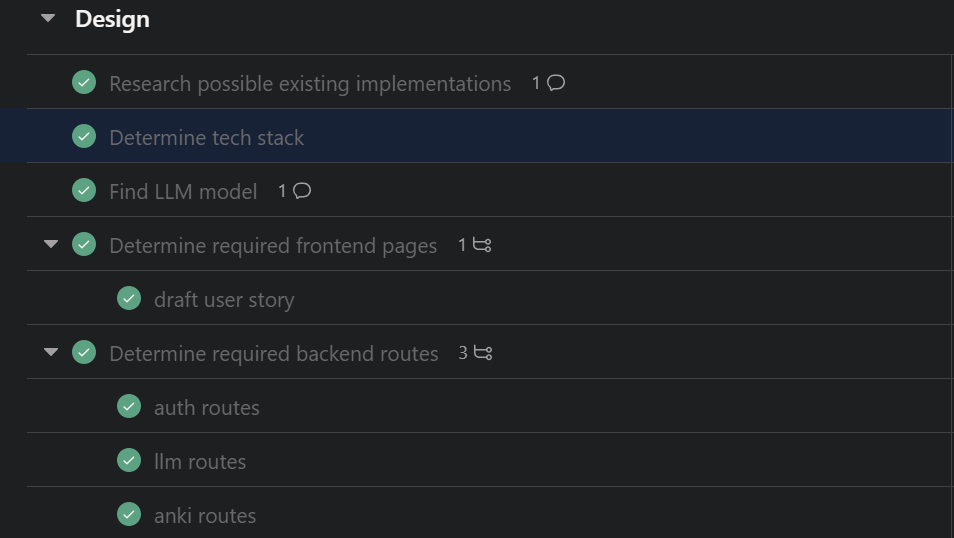 Design
Research possible existing implementations 1
Determine tech stack
Find LLM model 1
Determine required frontend pages 1
draft user story
Determine required backend routes 3
auth routes
llm routes
anki routes